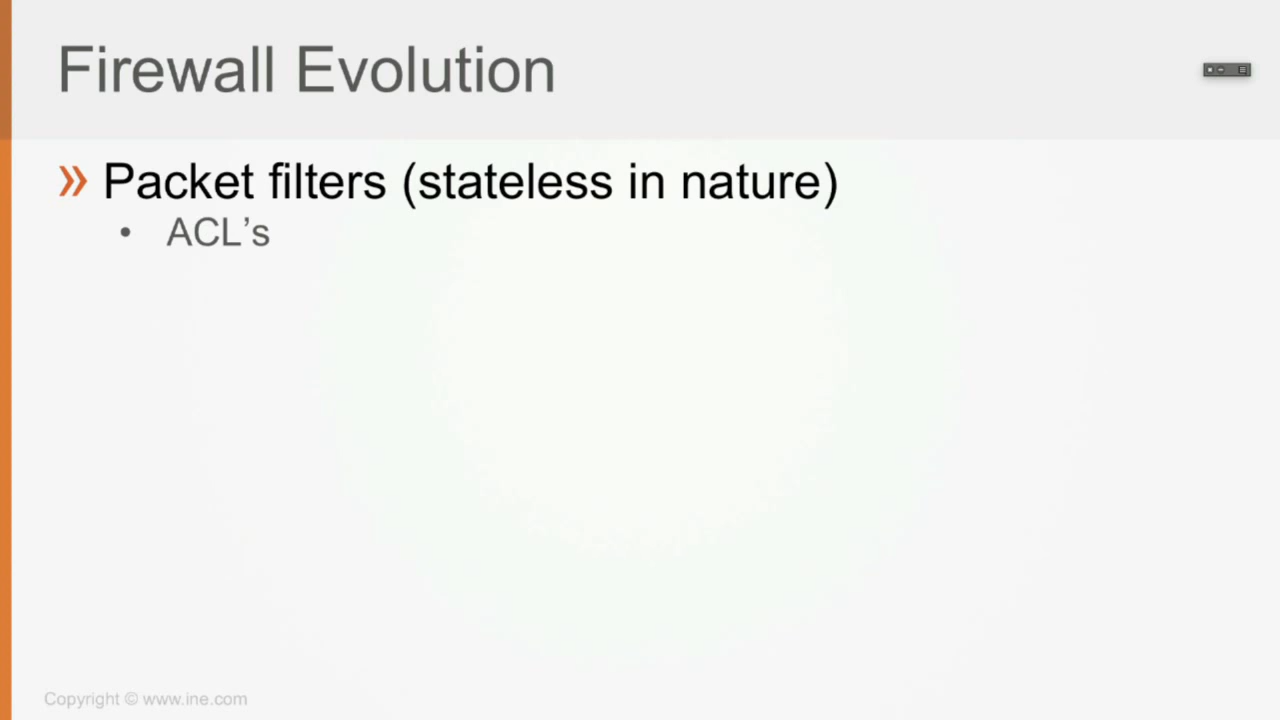 Firewall Evolution
» Packet filters (stateless in nature)
• ACL’s
Copyright © www.ine.com